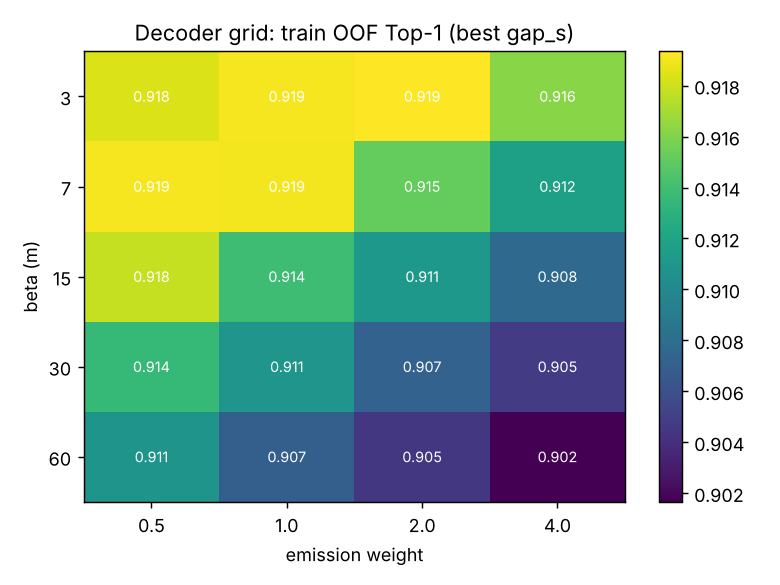 Decoder grid: train OOF Top-1 (best gap_s)
beta (m)
3 0.918 0.919 0.919 0.916
7 0.919 0.919 0.915 0.912
15 0.918 0.914 0.911 0.908
30 0.914 0.911 0.907 0.905
60 0.911 0.907 0.905 0.902
0.5 1.0 2.0 4.0
emission weight
0.918
0.916
0.914
0.912
0.910
0.908
0.906
0.904
0.902